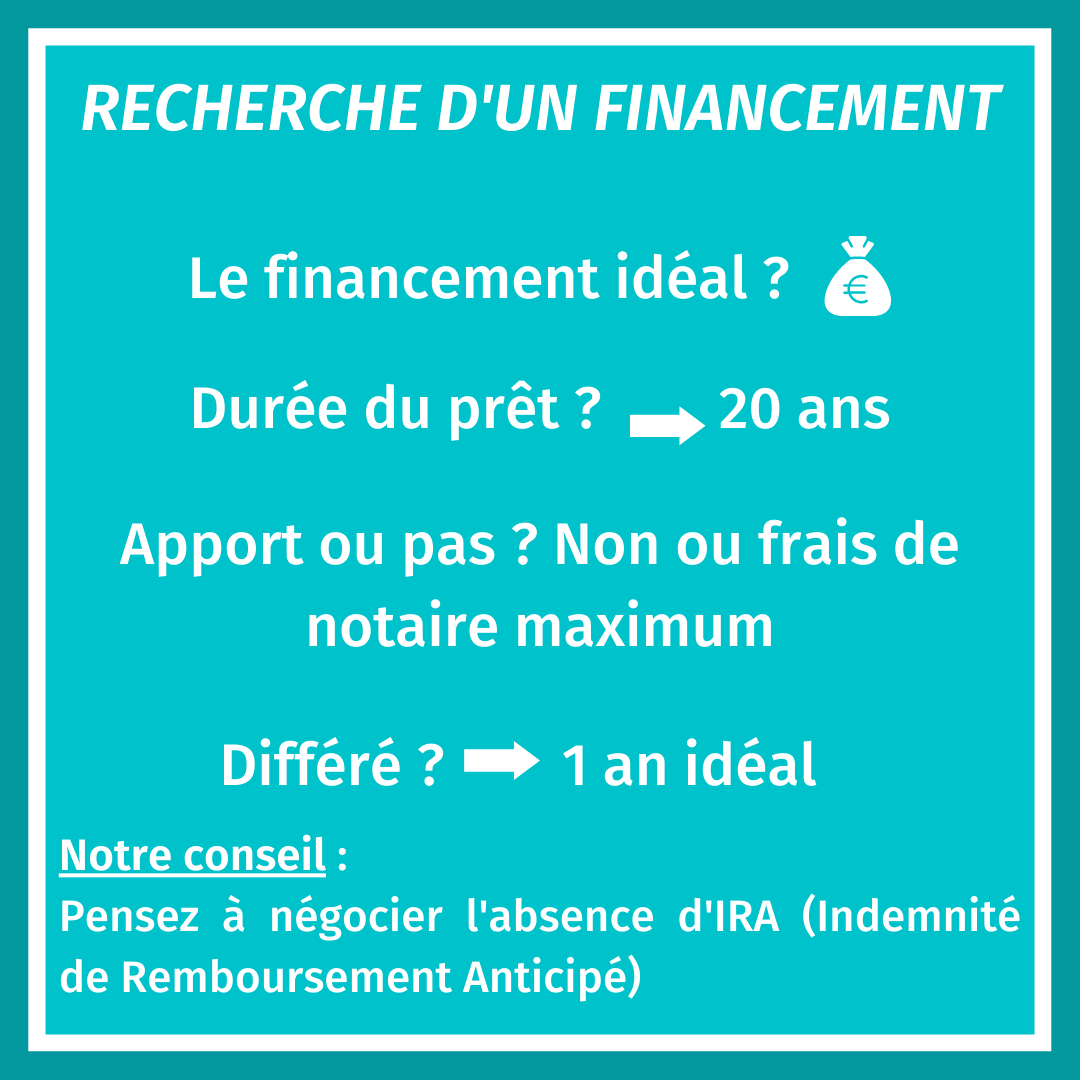 RECHERCHE D'UN FINANCEMENT
Le financement idéal ?
Durée du prêt ? 20 ans
Apport ou pas ? Non ou frais de
notaire maximum
Différé ? 1 an idéal
Notre conseil :
Pensez à négocier l'absence d'IRA (Indemnité
de Remboursement Anticipé)